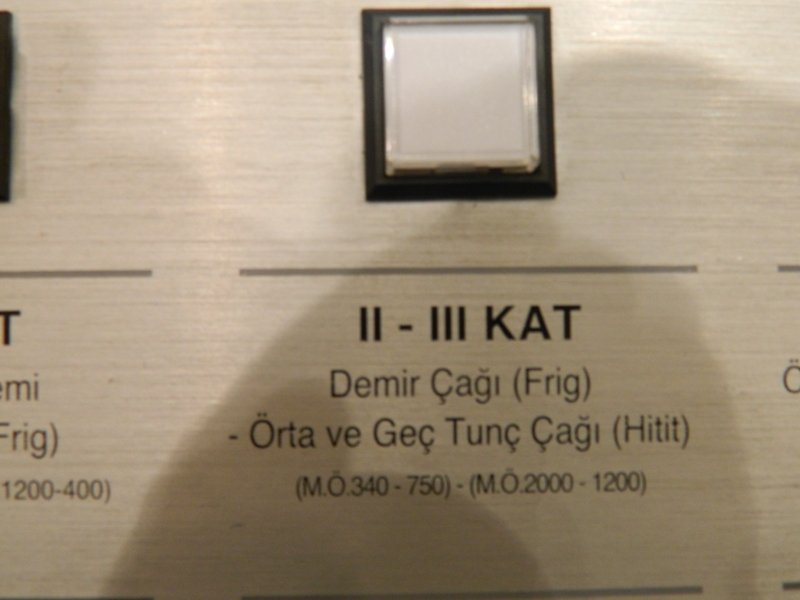 II - III KAT
Demir Çağı (Frig)
- Örta ve Geç Tunç Çağı (Hitit)
(M.Ö.340 - 750) - (M.Ö.2000 - 1200)
T
emi
Frig)
1200-400)
Ö